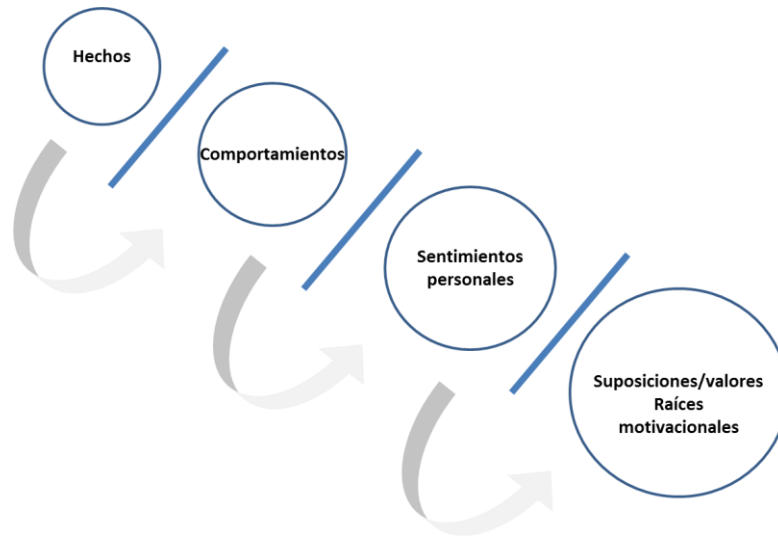 Hechos
Comportamientos
Sentimientos
personales
Suposiciones/valores
Raíces
motivacionales